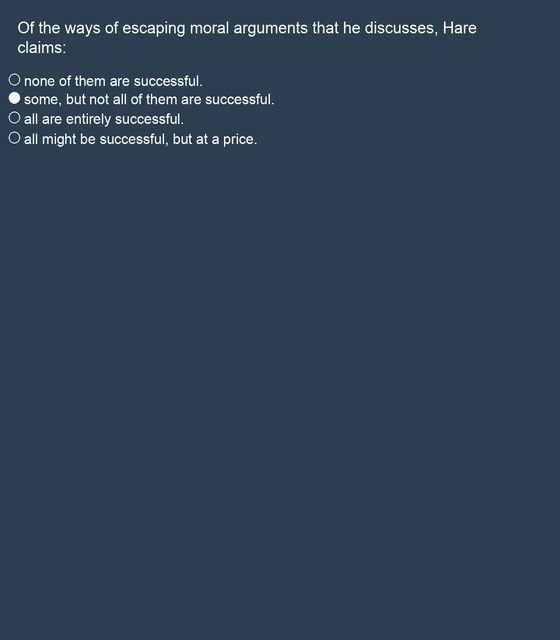 Of the ways of escaping moral arguments that he discusses, Hare
claims:
none of them are successful.
some, but not all of them are successful.
all are entirely successful.
all might be successful, but at a price.